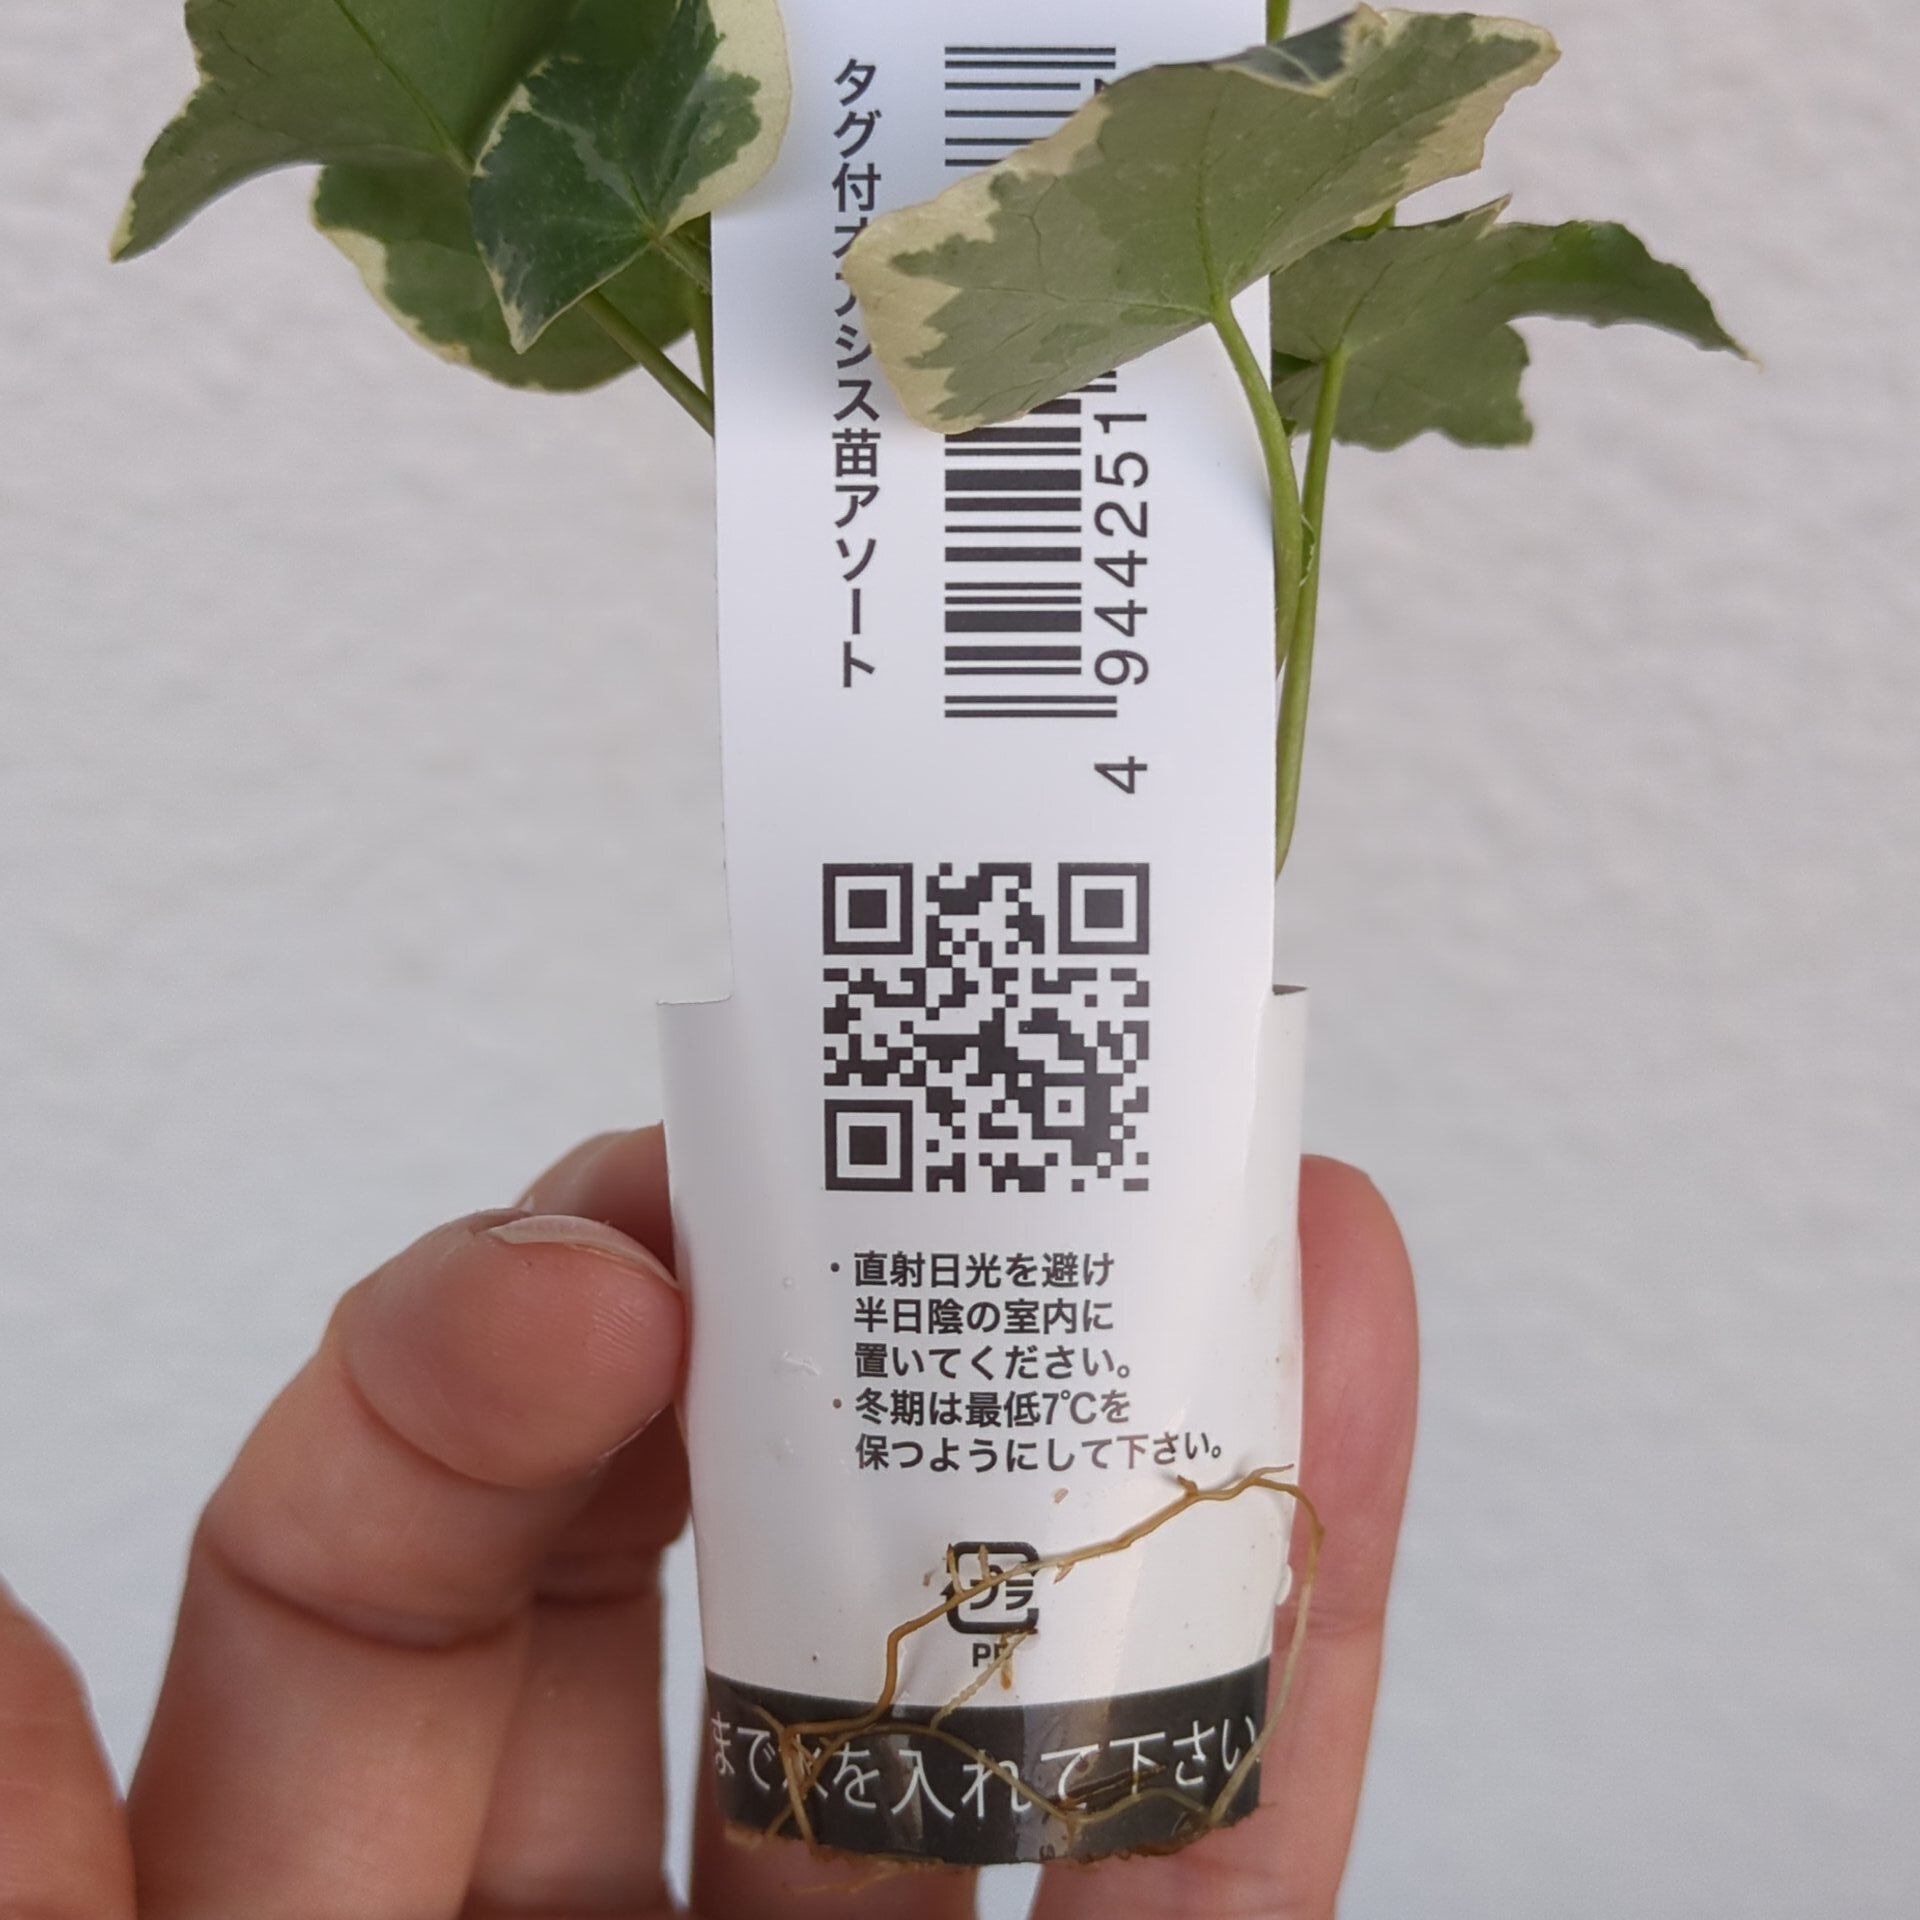 タグ付オアシス苗アソート
4 944251
・直射日光を避け
半日陰の室内に
置いてください。
・冬期は最低7℃を
保つようにして下さい。
プラ
まで水を入れて下さい